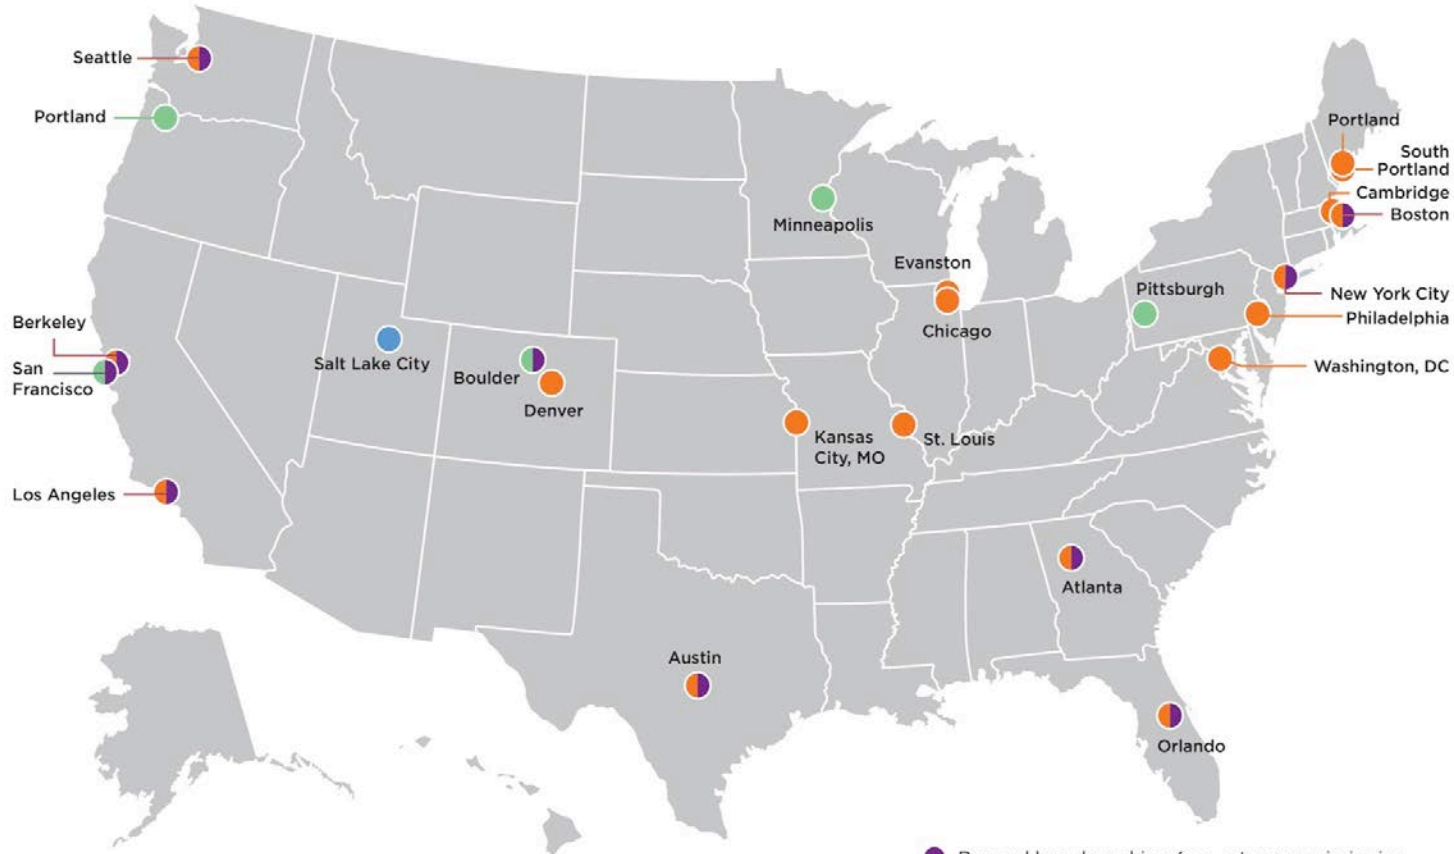 Seattle
Portland
Portland
South
Portland
Cambridge
Boston
Minneapolis
Evanston
Pittsburgh
New York City
Berkeley
Chicago
Philadelphia
San
Francisco
Salt Lake City
Boulder
Washington, DC
Denver
Kansas
City, MO
St. Louis
Los Angeles
Atlanta
Austin
Orlando